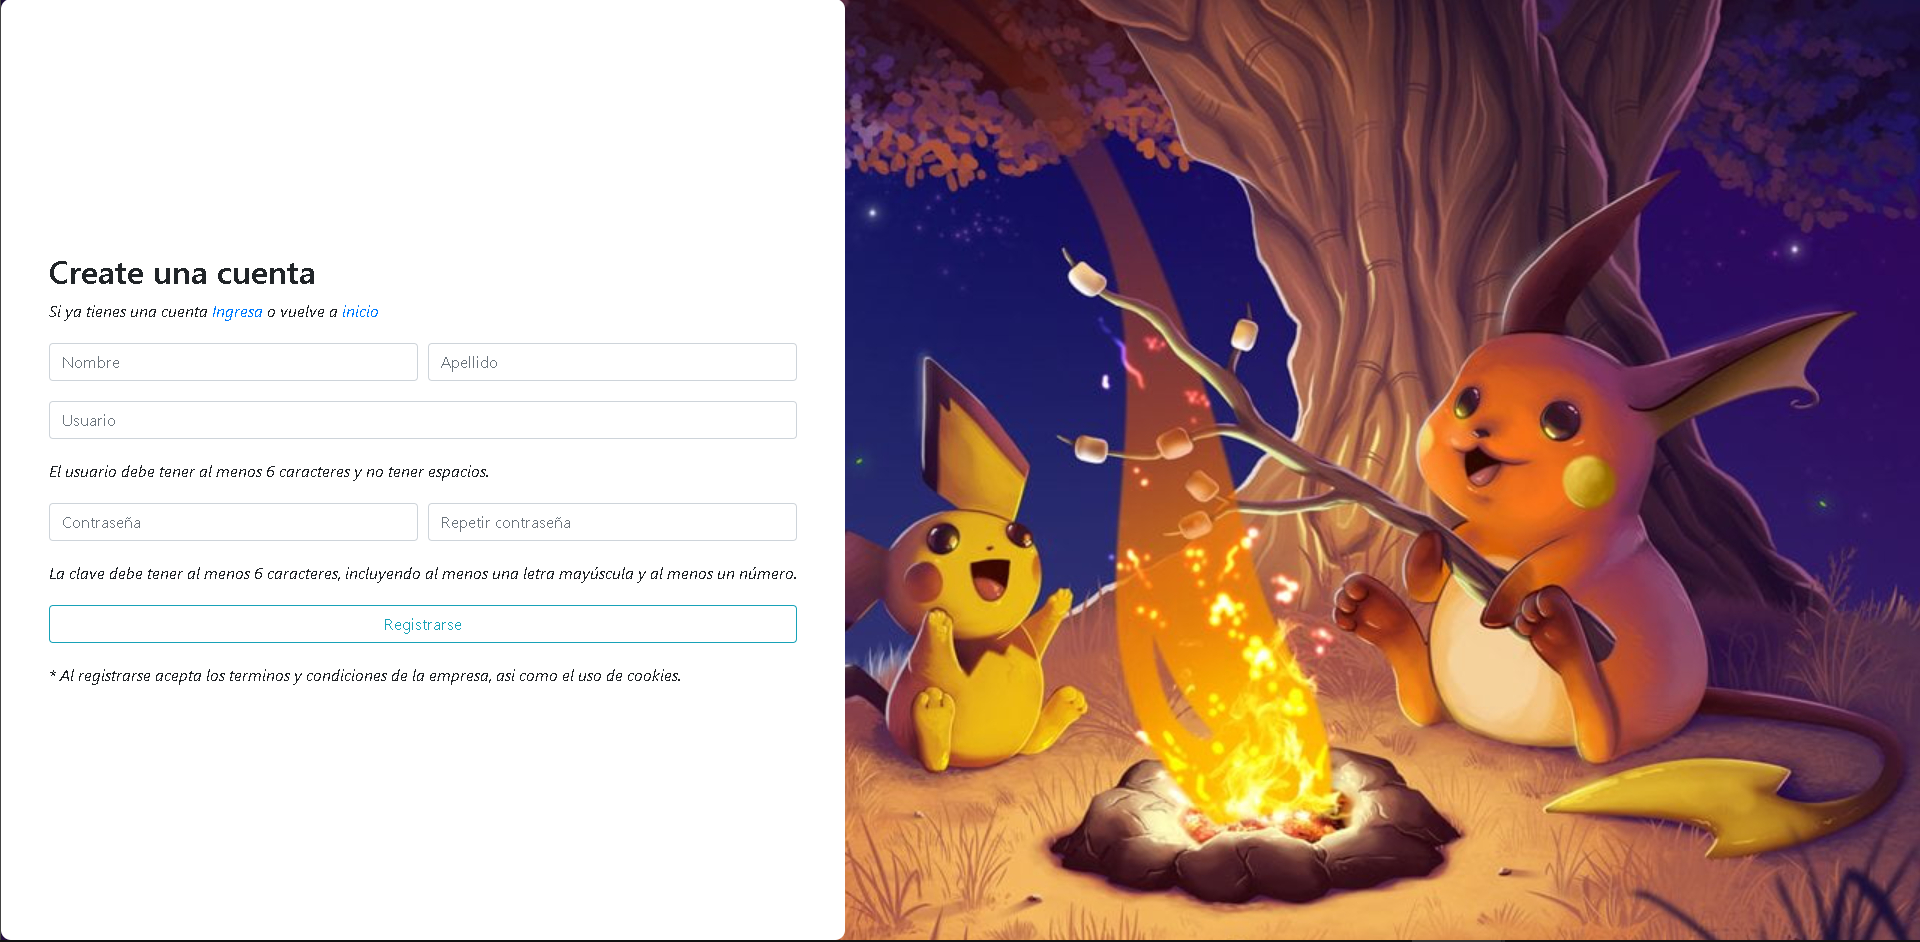 Create una cuenta
Si ya tienes una cuenta Ingresa o vuelve a inicio
Nombre
Apellido
Usuario
El usuario debe tener al menos 6 caracteres y no tener espacios.
Contraseña
Repetir contraseña
La clave debe tener al menos 6 caracteres, incluyendo al menos una letra mayúscula y al menos un número.
Registrarse
* Al registrarse acepta los terminos y condiciones de la empresa, asi como el uso de cookies.